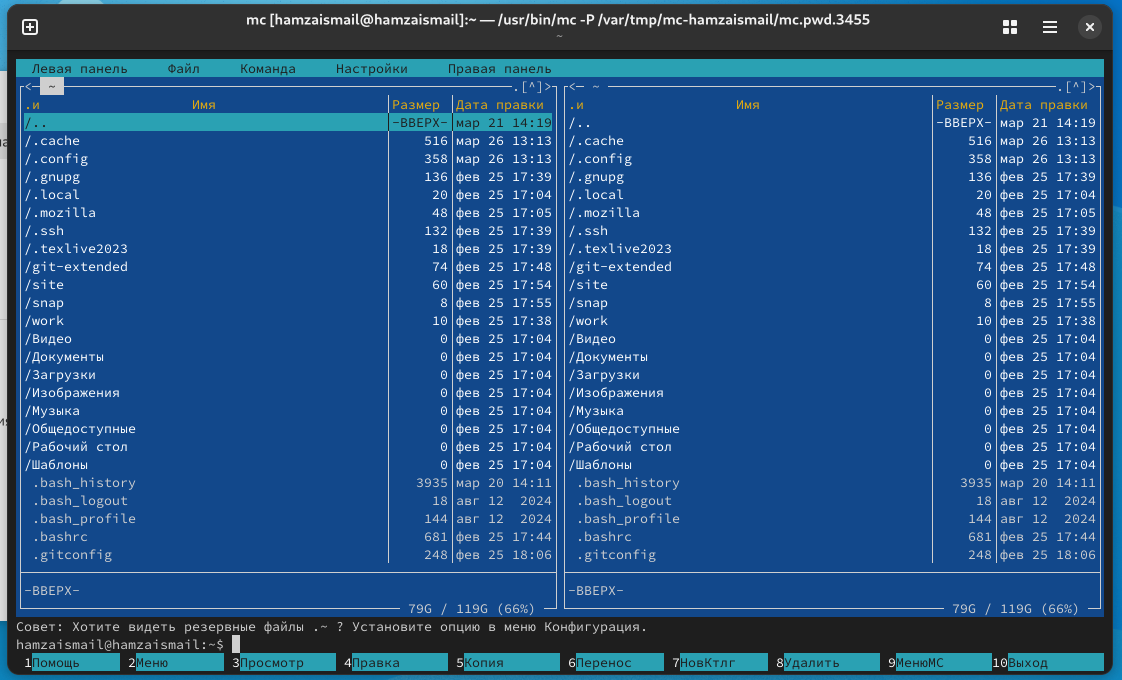 mc [hamzaismail@hamzaismail]:~ — /usr/bin/mc -P /var/tmp/mc-hamzaismail/mc.pwd.3455
~
Левая панель Файл Команда Настройки Правая панель
<─ ~ .[^]> <─ ~ .[^]>
.и Имя Размер Дата правки .и Имя Размер Дата правки
/.. -ВВЕРХ- мар 21 14:19 /.. -ВВЕРХ- мар 21 14:19
/.cache 516 мар 26 13:13 /.cache 516 мар 26 13:13
/.config 358 мар 26 13:13 /.config 358 мар 26 13:13
/.gnupg 136 фев 25 17:39 /.gnupg 136 фев 25 17:39
/.local 20 фев 25 17:04 /.local 20 фев 25 17:04
/.mozilla 48 фев 25 17:05 /.mozilla 48 фев 25 17:05
/.ssh 132 фев 25 17:39 /.ssh 132 фев 25 17:39
/.texlive2023 18 фев 25 17:39 /.texlive2023 18 фев 25 17:39
/git-extended 74 фев 25 17:48 /git-extended 74 фев 25 17:48
/site 60 фев 25 17:54 /site 60 фев 25 17:54
/snap 8 фев 25 17:55 /snap 8 фев 25 17:55
/work 10 фев 25 17:38 /work 10 фев 25 17:38
/Видео 0 фев 25 17:04 /Видео 0 фев 25 17:04
/Документы 0 фев 25 17:04 /Документы 0 фев 25 17:04
/Загрузки 0 фев 25 17:04 /Загрузки 0 фев 25 17:04
/Изображения 0 фев 25 17:04 /Изображения 0 фев 25 17:04
/Музыка 0 фев 25 17:04 /Музыка 0 фев 25 17:04
/Общедоступные 0 фев 25 17:04 /Общедоступные 0 фев 25 17:04
/Рабочий стол 0 фев 25 17:04 /Рабочий стол 0 фев 25 17:04
/Шаблоны 0 фев 25 17:04 /Шаблоны 0 фев 25 17:04
.bash_history 3935 мар 20 14:11 .bash_history 3935 мар 20 14:11
.bash_logout 18 авг 12 2024 .bash_logout 18 авг 12 2024
.bash_profile 144 авг 12 2024 .bash_profile 144 авг 12 2024
.bashrc 681 фев 25 17:44 .bashrc 681 фев 25 17:44
.gitconfig 248 фев 25 18:06 .gitconfig 248 фев 25 18:06
-ВВЕРХ- -ВВЕРХ-
79G / 119G (66%) 79G / 119G (66%)
Совет: Хотите видеть резервные файлы .~ ? Установите опцию в меню Конфигурация.
hamzaismail@hamzaismail:~$
1Помощь 2Меню 3Просмотр 4Правка 5Копия 6Перенос 7НовКтлг 8Удалить 9МенюMC 10Выход